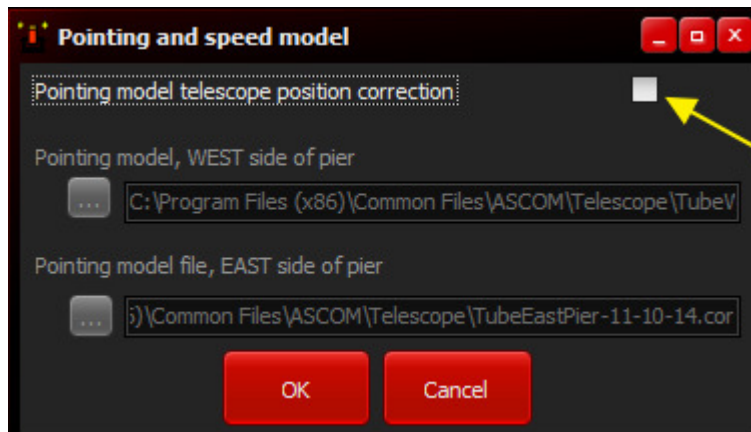 Pointing and speed model
Pointing model telescope position correction
Pointing model, WEST side of pier
...
C:\Program Files (x86)\Common Files\ASCOM\Telescope\Tube
Pointing model file, EAST side of pier
...
)\Common Files\ASCOM\Telescope\TubeEastPier-11-10-14.cor
OK Cancel